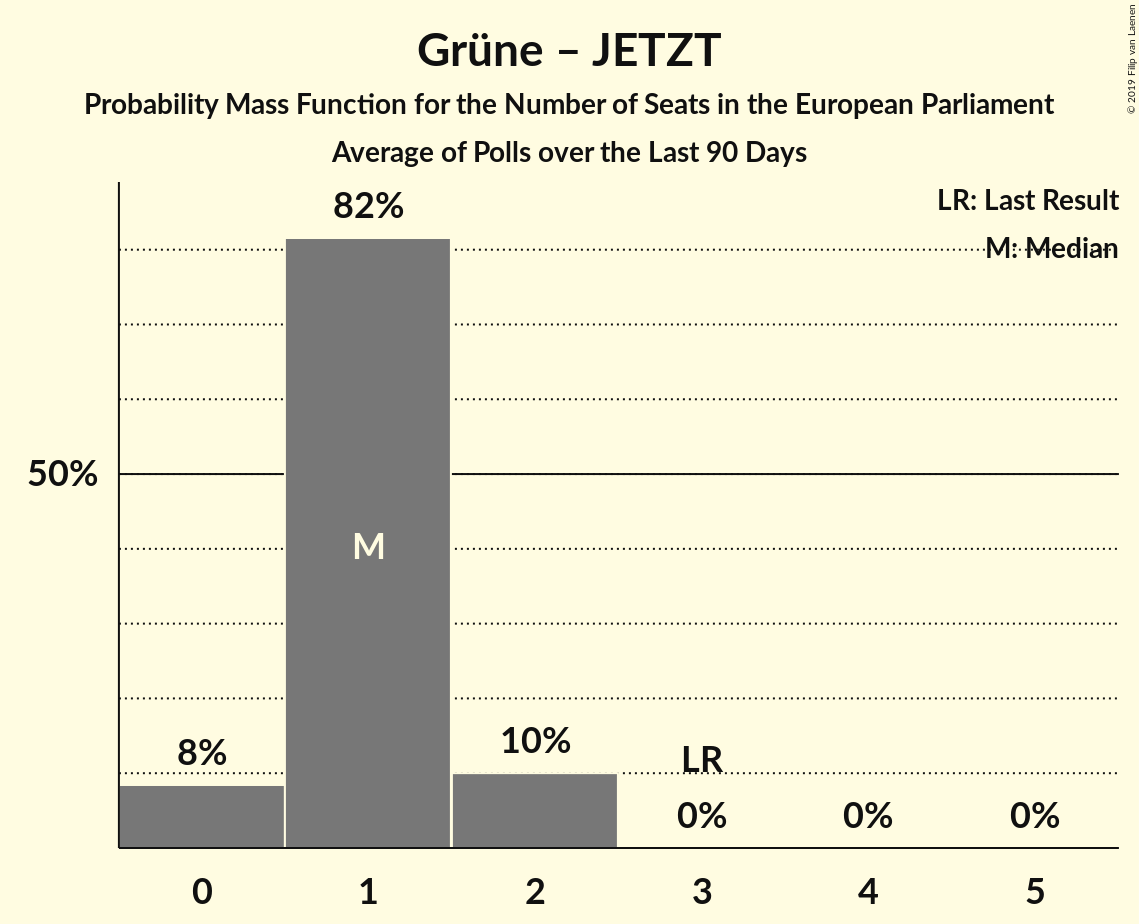 Grüne – JETZT
Probability Mass Function for the Number of Seats in the European Parliament
Average of Polls over the Last 90 Days
© 2019 Filip van Laenen
LR: Last Result
M: Median
82%
50%
M
8%
10%
LR
0%
0%
0%
0
1
2
3
4
5